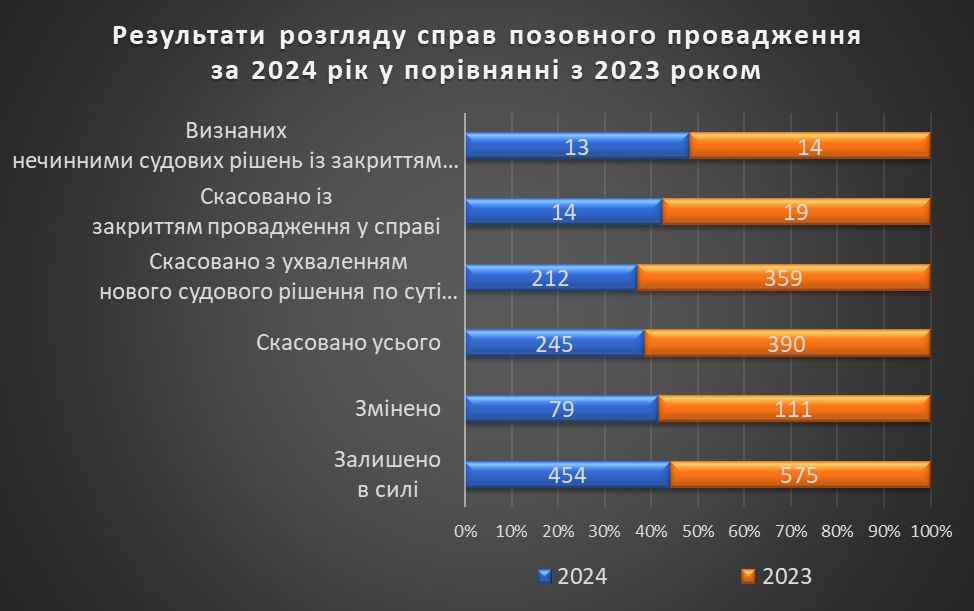 Результати розгляду справ позовного провадження
за 2024 рік у порівнянні з 2023 роком
Визнаних
нечинними судових рішень із закриттям...
13
14
Скасовано із
закриттям провадження у справі
14
19
Скасовано з ухваленням
нового судового рішення по суті...
212
359
Скасовано усього
245
390
Змінено
79
111
Залишено
в силі
454
575
0% 10% 20% 30% 40% 50% 60% 70% 80% 90% 100%
2024
2023